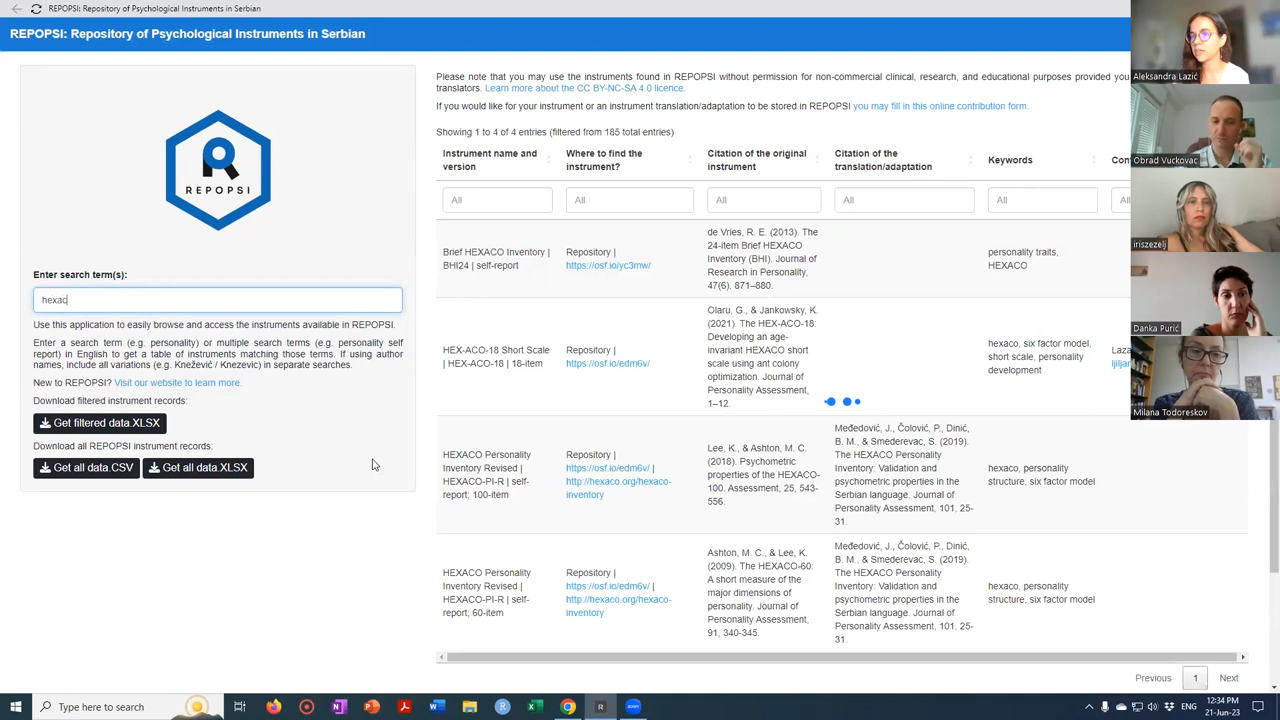 REPOPSI: Repository of Psychological Instruments in Serbian
REPOPSI: Repository of Psychological Instruments in Serbian
REPOPSI
Enter search term(s):
hexac
Use this application to easily browse and access the instruments available in REPOPSI.
Enter a search term (e.g. personality) or multiple search terms (e.g. personality self
report) in English to get a table of instruments matching those terms. If using author
names, include all variations (e.g. Knežević / Knezevic) in separate searches.
New to REPOPSI? Visit our website to learn more.
Download filtered instrument records:
Get filtered data.XLSX
Download all REPOPSI instrument records:
Get all data.CSV
Get all data.XLSX
Please note that you may use the instruments found in REPOPSI without permission for non-commercial clinical, research, and educational purposes provided you
translators. Learn more about the CC BY-NC-SA 4.0 licence.
If you would like for your instrument or an instrument translation/adaptation to be stored in REPOPSI you may fill in this online contribution form.
Showing 1 to 4 of 4 entries (filtered from 185 total entries)
Instrument name and
version
Where to find the
instrument?
Citation of the original
instrument
Citation of the
translation/adaptation
Keywords
Con
All
All
All
All
All
All
Brief HEXACO Inventory |
BHI24 | self-report
Repository |
https://osf.io/yc3mw/
de Vries, R. E. (2013). The
24-item Brief HEXACO
Inventory (BHI). Journal of
Research in Personality,
47(6), 871–880.
personality traits,
HEXACO
HEX-ACO-18 Short Scale
| HEX-ACO-18 | 18-item
Repository |
https://osf.io/edm6v/
Olaru, G., & Jankowsky, K.
(2021). The HEX-ACO-18:
Developing an age-
invariant HEXACO short
scale using ant colony
optimization. Journal of
Personality Assessment,
1–12.
hexaco, six factor model,
short scale, personality
development
Laza
ljiljan
HEXACO Personality
Inventory Revised |
HEXACO-PI-R | self-
report; 100-item
Repository |
https://osf.io/edm6v/ |
http://hexaco.org/hexaco-
inventory
Lee, K., & Ashton, M. C.
(2018). Psychometric
properties of the HEXACO-
100. Assessment, 25, 543-
556.
Međedović, J., Čolović, P., Dinić,
B. M., & Smederevac, S. (2019).
The HEXACO Personality
Inventory: Validation and
psychometric properties in the
Serbian language. Journal of
Personality Assessment, 101, 25-
31.
hexaco, personality
structure, six factor model
HEXACO Personality
Inventory Revised |
HEXACO-PI-R | self-
report; 60-item
Repository |
https://osf.io/edm6v/ |
http://hexaco.org/hexaco-
inventory
Ashton, M. C., & Lee, K.
(2009). The HEXACO-60:
A short measure of the
major dimensions of
personality. Journal of
Personality Assessment,
91, 340-345.
Međedović, J., Čolović, P., Dinić,
B. M., & Smederevac, S. (2019).
The HEXACO Personality
Inventory: Validation and
psychometric properties in the
Serbian language. Journal of
Personality Assessment, 101, 25-
31.
hexaco, personality
structure, six factor model
Previous
1
Next
Aleksandra Lazić
Obrad Vuckovac
iriszezelj
Danka Purić
Milana Todoreskov
Type here to search
zoom
ENG
12:34 PM
21-Jun-23